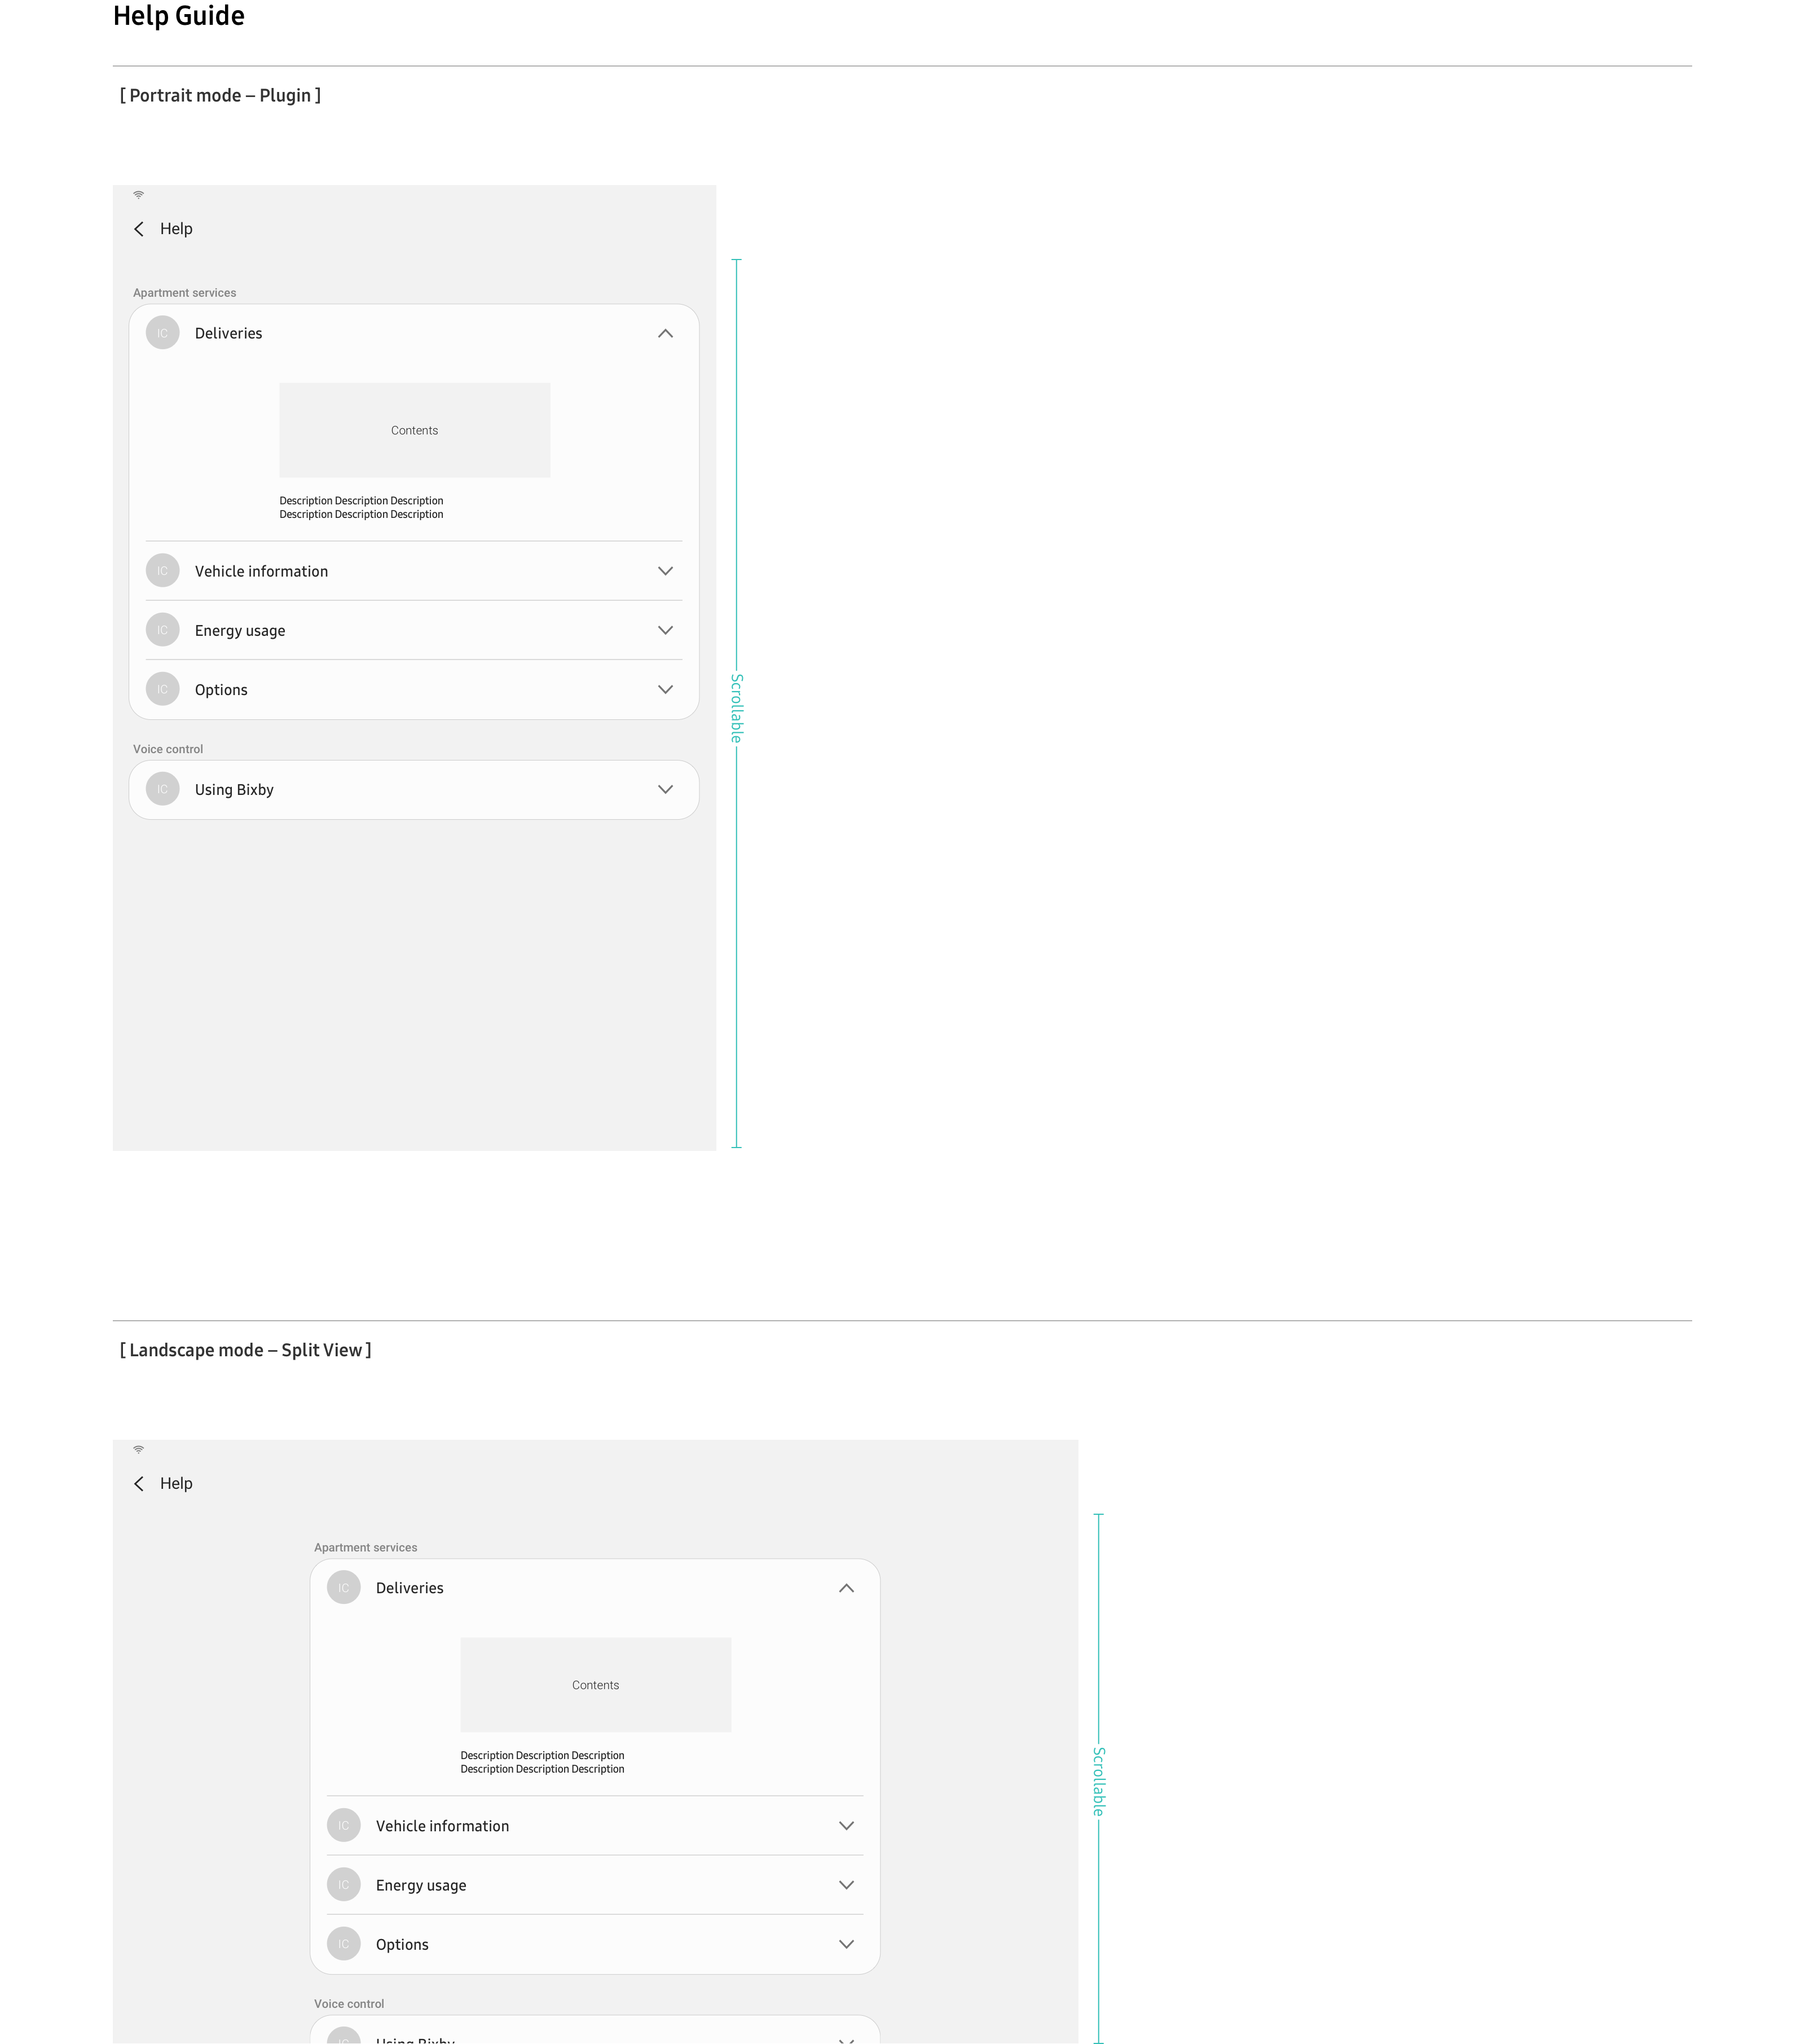 Help Guide
[ Portrait mode – Plugin ]
Help
Apartment services
IC
Deliveries
Contents
Description Description Description
Description Description Description
IC
Vehicle information
IC
Energy usage
IC
Options
Voice control
IC
Using Bixby
Scrollable
[ Landscape mode – Split View ]
Help
Apartment services
IC
Deliveries
Contents
Description Description Description
Description Description Description
IC
Vehicle information
IC
Energy usage
IC
Options
Voice control
IC
Using Bixby
Scrollable